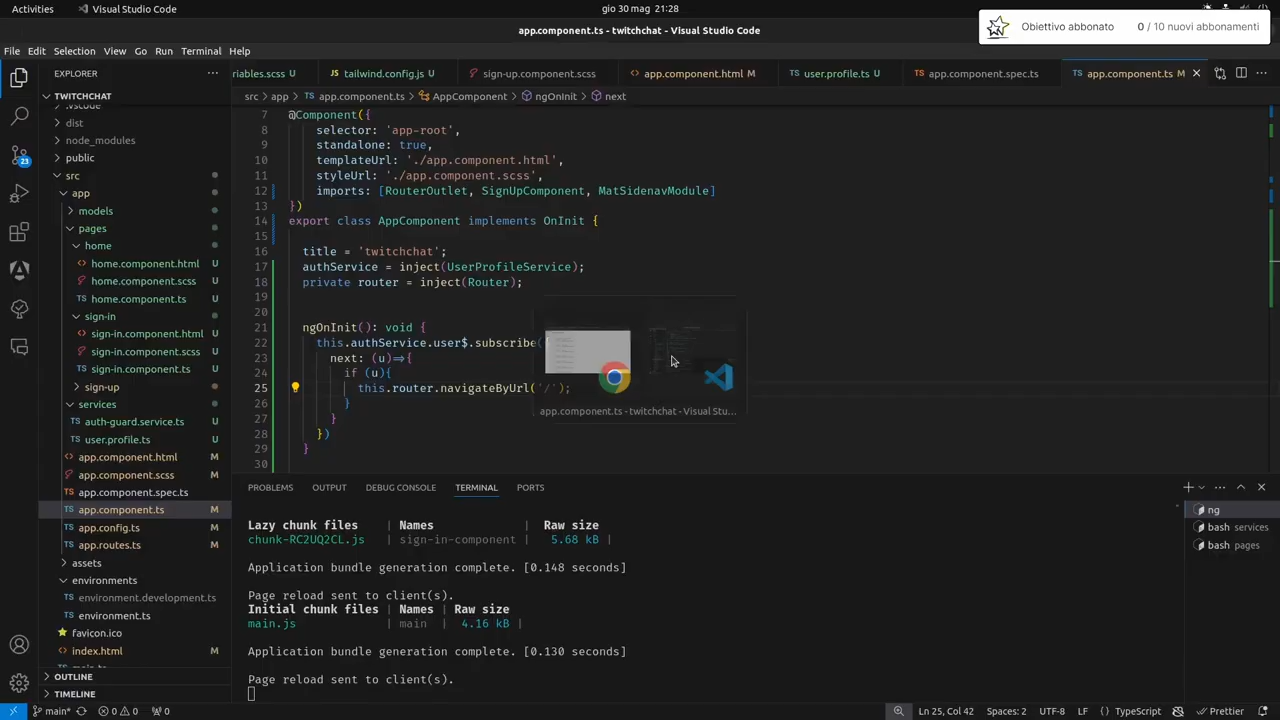 Activities
Visual Studio Code
gio 30 mag 21:28
app.component.ts - twitchchat - Visual Studio Code
Obiettivo abbonato
0 / 10 nuovi abbonamenti
File Edit Selection View Go Run Terminal Help
EXPLORER
riables.scss U
tailwind.config.js U
sign-up.component.scss
app.component.html M
user.profile.ts U
app.component.spec.ts
app.component.ts M
TWITCHCHAT
src > app > app.component.ts > AppComponent > ngOnInit > next
.vscode
dist
node_modules
public
src
app
models
pages
home
home.component.html U
home.component.scss U
home.component.ts U
sign-in
sign-in.component.html U
sign-in.component.scss U
sign-in.component.ts U
sign-up
services
auth-guard.service.ts U
user.profile.ts U
app.component.html M
app.component.scss M
app.component.spec.ts
app.component.ts M
app.config.ts M
app.routes.ts M
assets
environments
environment.development.ts
environment.ts
favicon.ico
index.html M
OUTLINE
TIMELINE
23
7 @Component({
8 selector: 'app-root',
9 standalone: true,
10 templateUrl: './app.component.html',
11 styleUrl: './app.component.scss',
12 imports: [RouterOutlet, SignUpComponent, MatSidenavModule]
13 })
14 export class AppComponent implements OnInit {
15
16 title = 'twitchchat';
17 authService = inject(UserProfileService);
18 private router = inject(Router);
19
20
21 ngOnInit(): void {
22 this.authService.user$.subscribe(
23 next: (u)=>{
24 if (u){
25 this.router.navigateByUrl('/');
26 }
27 }
28 })
29 }
30
app.component.ts - twitchchat - Visual Stu...
PROBLEMS OUTPUT DEBUG CONSOLE TERMINAL PORTS
Lazy chunk files | Names | Raw size
chunk-RC2UQ2CL.js | sign-in-component | 5.68 kB |
Application bundle generation complete. [0.148 seconds]
Page reload sent to client(s).
Initial chunk files | Names | Raw size
main.js | main | 4.16 kB |
Application bundle generation complete. [0.130 seconds]
Page reload sent to client(s).
ng
bash services
bash pages
main* 0 0 0
Ln 25, Col 42 Spaces: 2 UTF-8 LF {} TypeScript Prettier